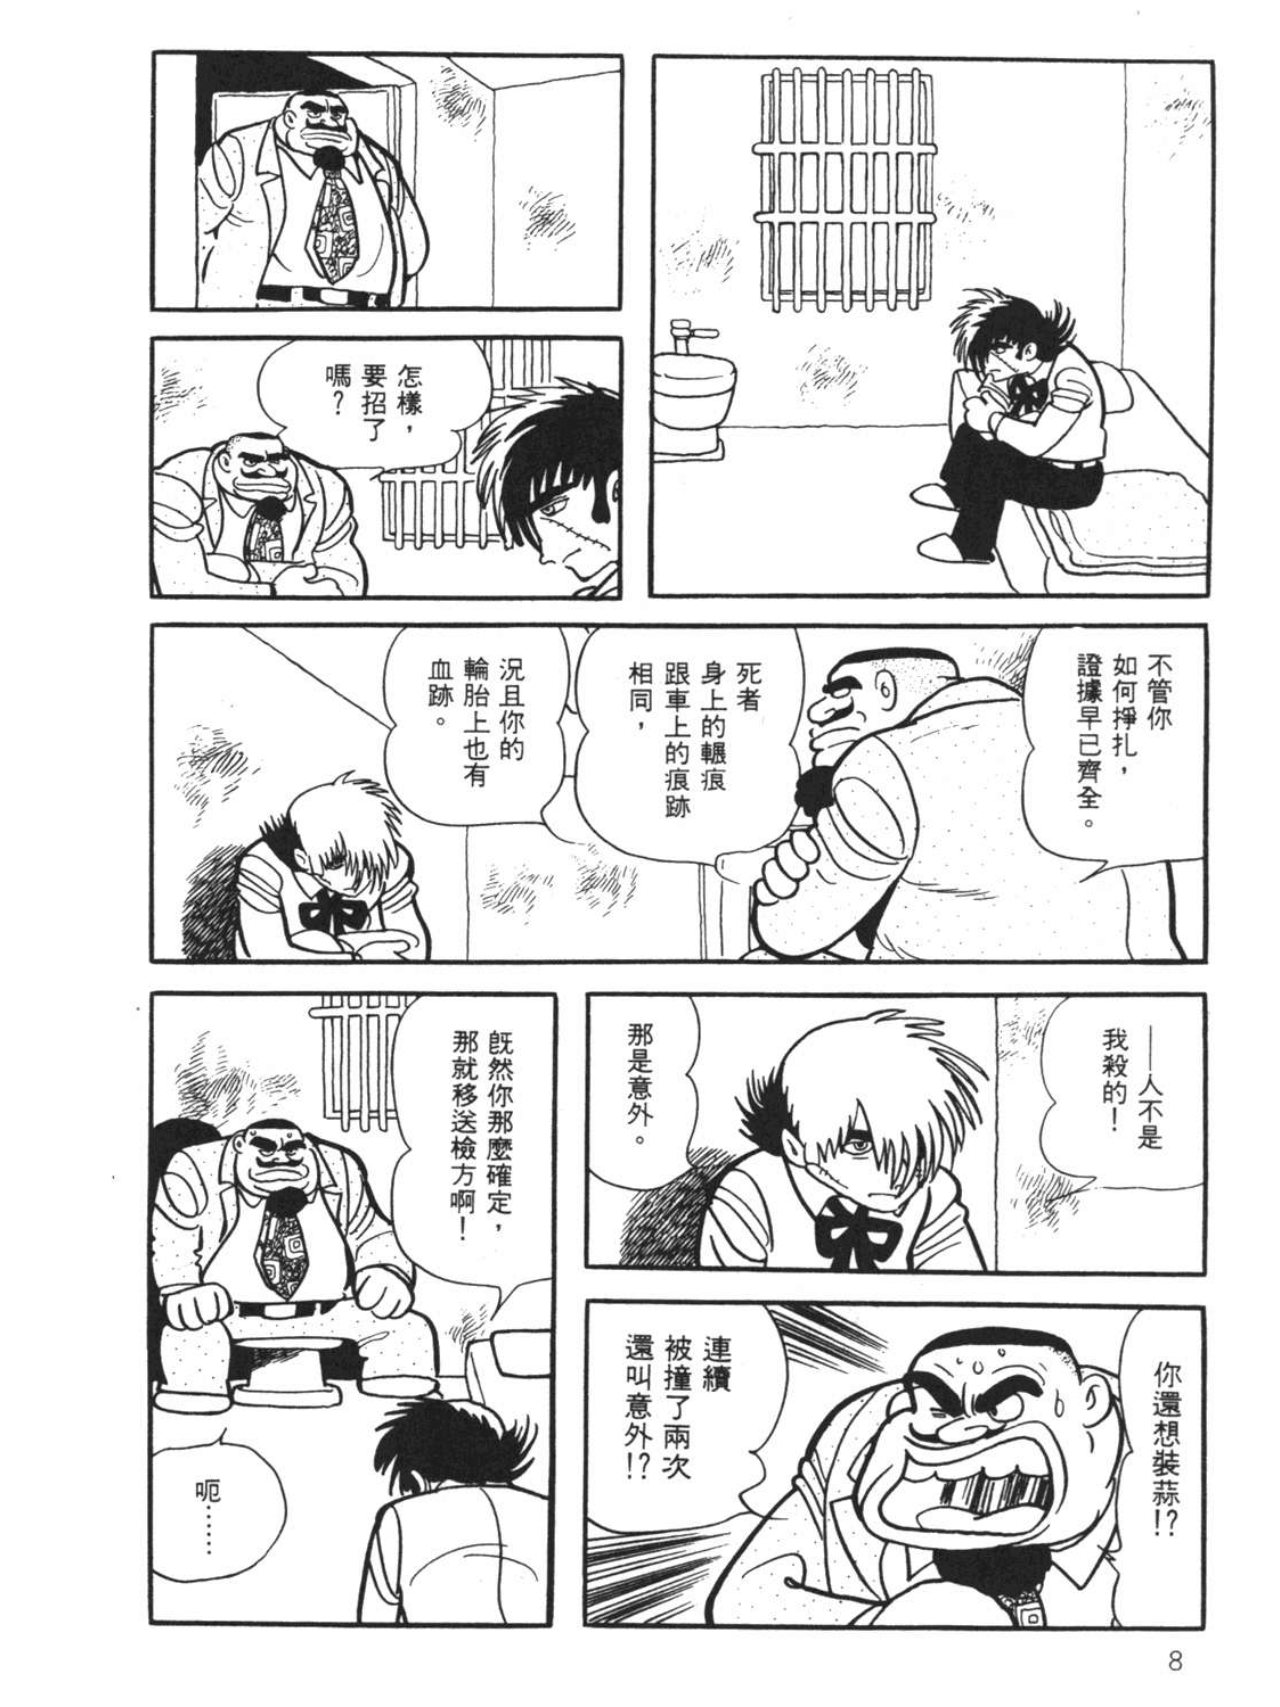 怎樣，
要招了
嗎？
不管你
如何掙扎，
證據早已齊全。
死者
身上的輾痕
跟車上的痕跡
相同，
況且你的
輪胎上也有
血跡。
——人不是
我殺的！
那是意外。
你還想裝蒜!?
連續
被撞了兩次
還叫意外!?
既然你那麼確定，
那就移送檢方啊！
呃……
8